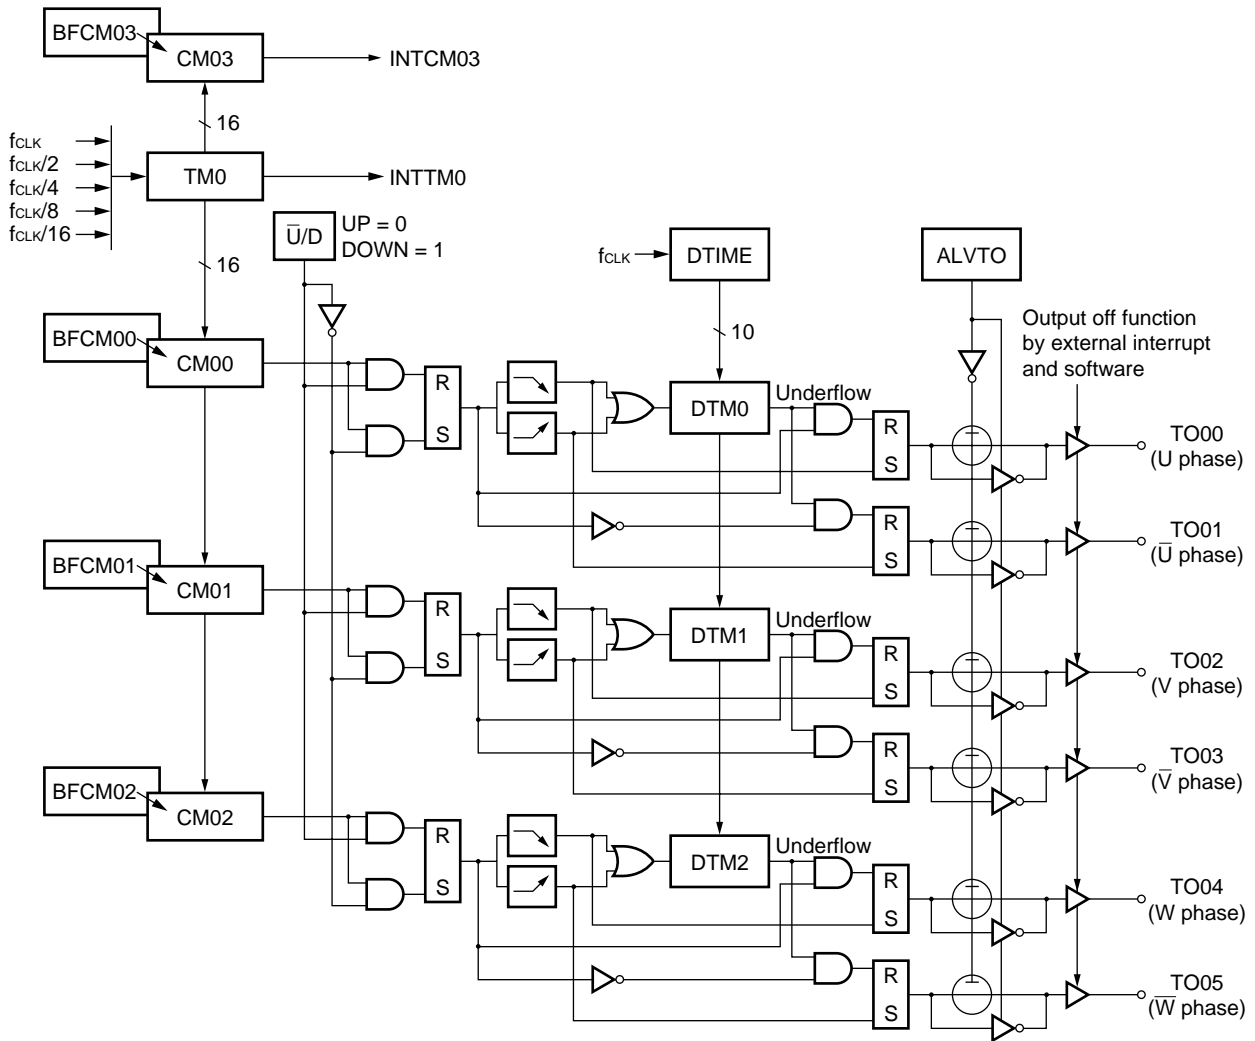 BFCM03
CM03
INTCM03
16
fCLK
fCLK/2
fCLK/4
fCLK/8
fCLK/16
TM0
INTTM0
16
U̅/D
UP = 0
DOWN = 1
fCLK
DTIME
ALVTO
10
Output off function
by external interrupt
and software
BFCM00
CM00
R
S
DTM0
Underflow
R
S
TO00
(U phase)
R
S
TO01
(U̅ phase)
BFCM01
CM01
R
S
DTM1
Underflow
R
S
TO02
(V phase)
R
S
TO03
(V̅ phase)
BFCM02
CM02
R
S
DTM2
Underflow
R
S
TO04
(W phase)
R
S
TO05
(W̅ phase)